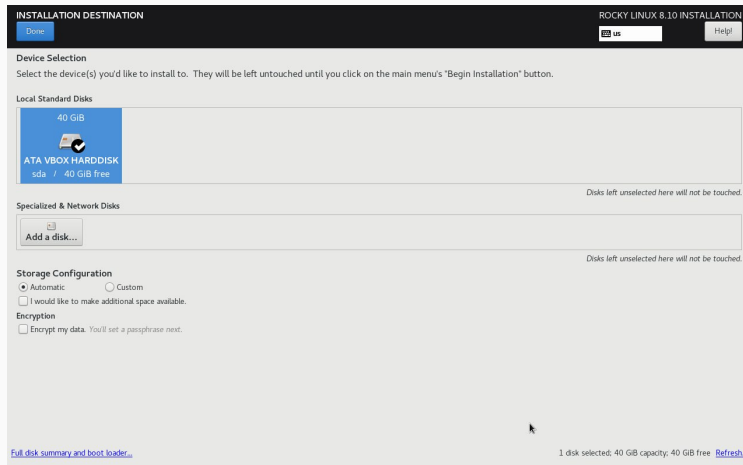 INSTALLATION DESTINATION
ROCKY LINUX 8.10 INSTALLATION
Done
us
Help!
Device Selection
Select the device(s) you'd like to install to. They will be left untouched until you click on the main menu's "Begin Installation" button.
Local Standard Disks
40 GiB
ATA VBOX HARDDISK
sda / 40 GiB free
Disks left unselected here will not be touched.
Specialized & Network Disks
Add a disk...
Disks left unselected here will not be touched.
Storage Configuration
Automatic Custom
I would like to make additional space available.
Encryption
Encrypt my data. You'll set a passphrase next.
Full disk summary and boot loader... 1 disk selected; 40 GiB capacity; 40 GiB free Refresh